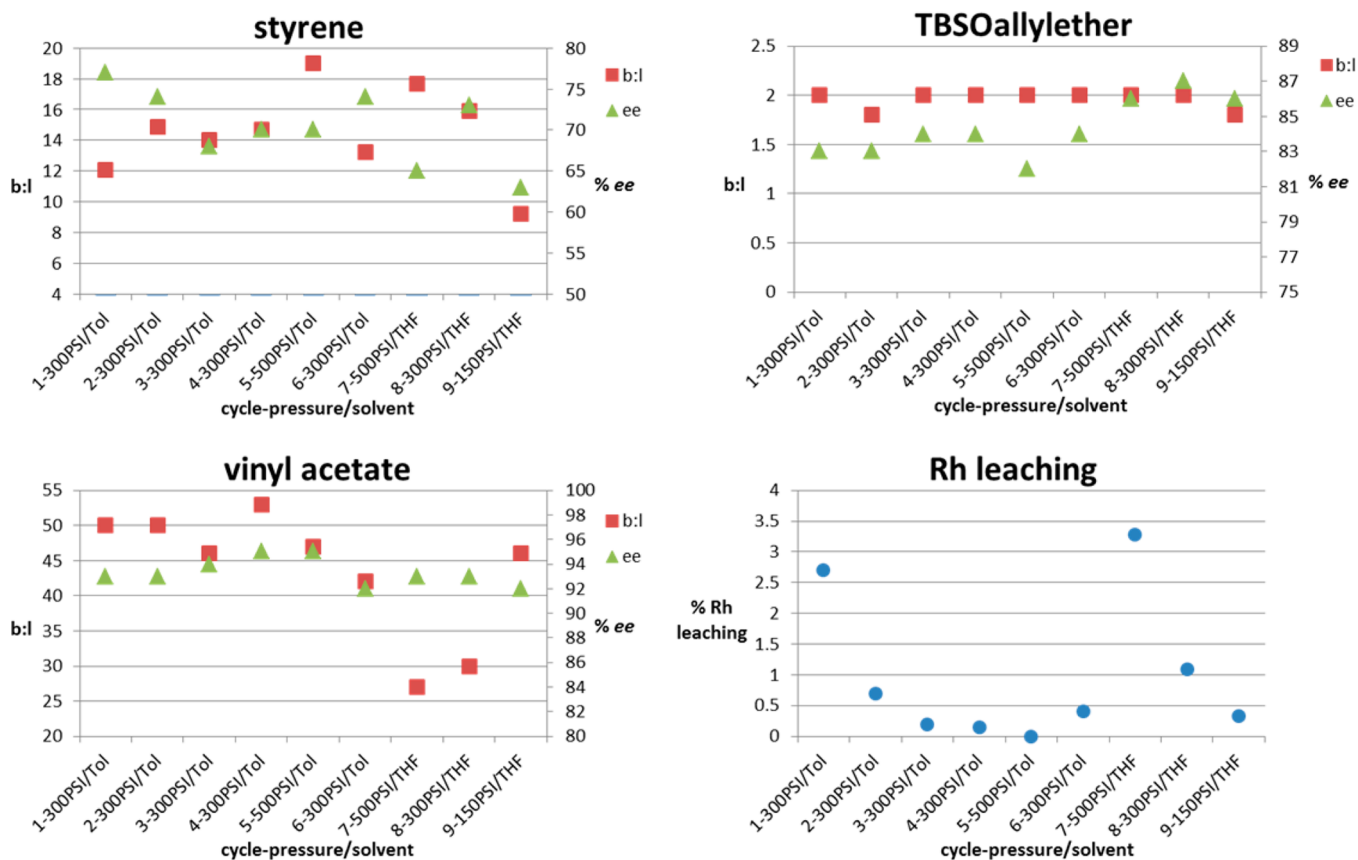 styrene
20
18
16
14
12
10
8
6
4
b:l
80
75
70
65
60
55
50
% ee
b:l
ee
1-300PSI/Tol
2-300PSI/Tol
3-300PSI/Tol
4-300PSI/Tol
5-500PSI/Tol
6-300PSI/Tol
7-500PSI/THF
8-300PSI/THF
9-150PSI/THF
cycle-pressure/solvent
TBSOallylether
2.5
2
1.5
1
0.5
0
b:l
89
87
85
83
81
79
77
75
% ee
b:l
ee
1-300PSI/Tol
2-300PSI/Tol
3-300PSI/Tol
4-300PSI/Tol
5-500PSI/Tol
6-300PSI/Tol
7-500PSI/THF
8-300PSI/THF
9-150PSI/THF
cycle-pressure/solvent
vinyl acetate
55
50
45
40
35
30
25
20
b:l
100
98
96
94
92
90
88
86
84
82
80
% ee
b:l
ee
1-300PSI/Tol
2-300PSI/Tol
3-300PSI/Tol
4-300PSI/Tol
5-500PSI/Tol
6-300PSI/Tol
7-500PSI/THF
8-300PSI/THF
9-150PSI/THF
cycle-pressure/solvent
Rh leaching
4
3.5
3
2.5
2
1.5
1
0.5
0
% Rh
leaching
1-300PSI/Tol
2-300PSI/Tol
3-300PSI/Tol
4-300PSI/Tol
5-500PSI/Tol
6-300PSI/Tol
7-500PSI/THF
8-300PSI/THF
9-150PSI/THF
cycle-pressure/solvent